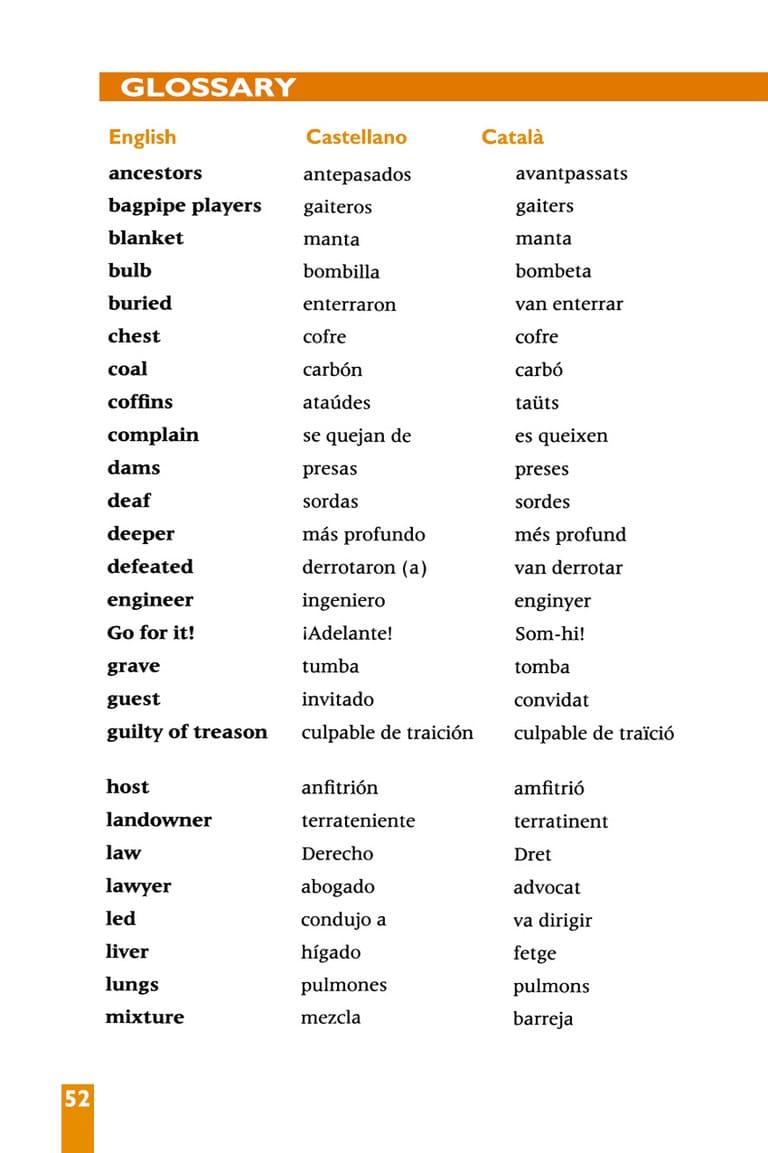 GLOSSARY
English Castellano Català
ancestors antepasados avantpassats
bagpipe players gaiteros gaiters
blanket manta manta
bulb bombilla bombeta
buried enterraron van enterrar
chest cofre cofre
coal carbón carbó
coffins ataúdes taüts
complain se quejan de es queixen
dams presas preses
deaf sordas sordes
deeper más profundo més profund
defeated derrotaron (a) van derrotar
engineer ingeniero enginyer
Go for it! ¡Adelante! Som-hi!
grave tumba tomba
guest invitado convidat
guilty of treason culpable de traición culpable de traïció
host anfitrión amfitrió
landowner terrateniente terratinent
law Derecho Dret
lawyer abogado advocat
led condujo a va dirigir
liver hígado fetge
lungs pulmones pulmons
mixture mezcla barreja
52